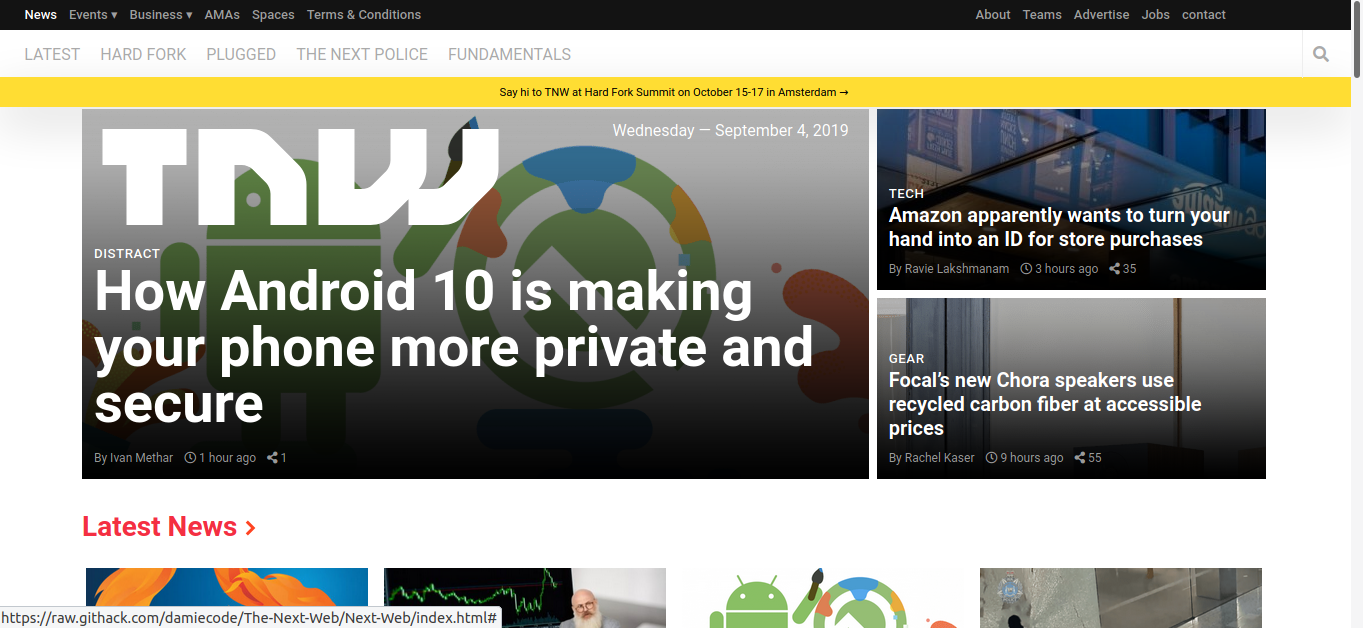 News Events ▾ Business ▾ AMAs Spaces Terms & Conditions About Teams Advertise Jobs contact
LATEST HARD FORK PLUGGED THE NEXT POLICE FUNDAMENTALS
Say hi to TNW at Hard Fork Summit on October 15-17 in Amsterdam →
TNW
Wednesday — September 4, 2019
DISTRACT
How Android 10 is making
your phone more private and
secure
By Ivan Methar 1 hour ago 1
TECH
Amazon apparently wants to turn your
hand into an ID for store purchases
By Ravie Lakshmanam 3 hours ago 35
GEAR
Focal’s new Chora speakers use
recycled carbon fiber at accessible
prices
By Rachel Kaser 9 hours ago 55
Latest News
https://raw.githack.com/damiecode/The-Next-Web/Next-Web/index.html#